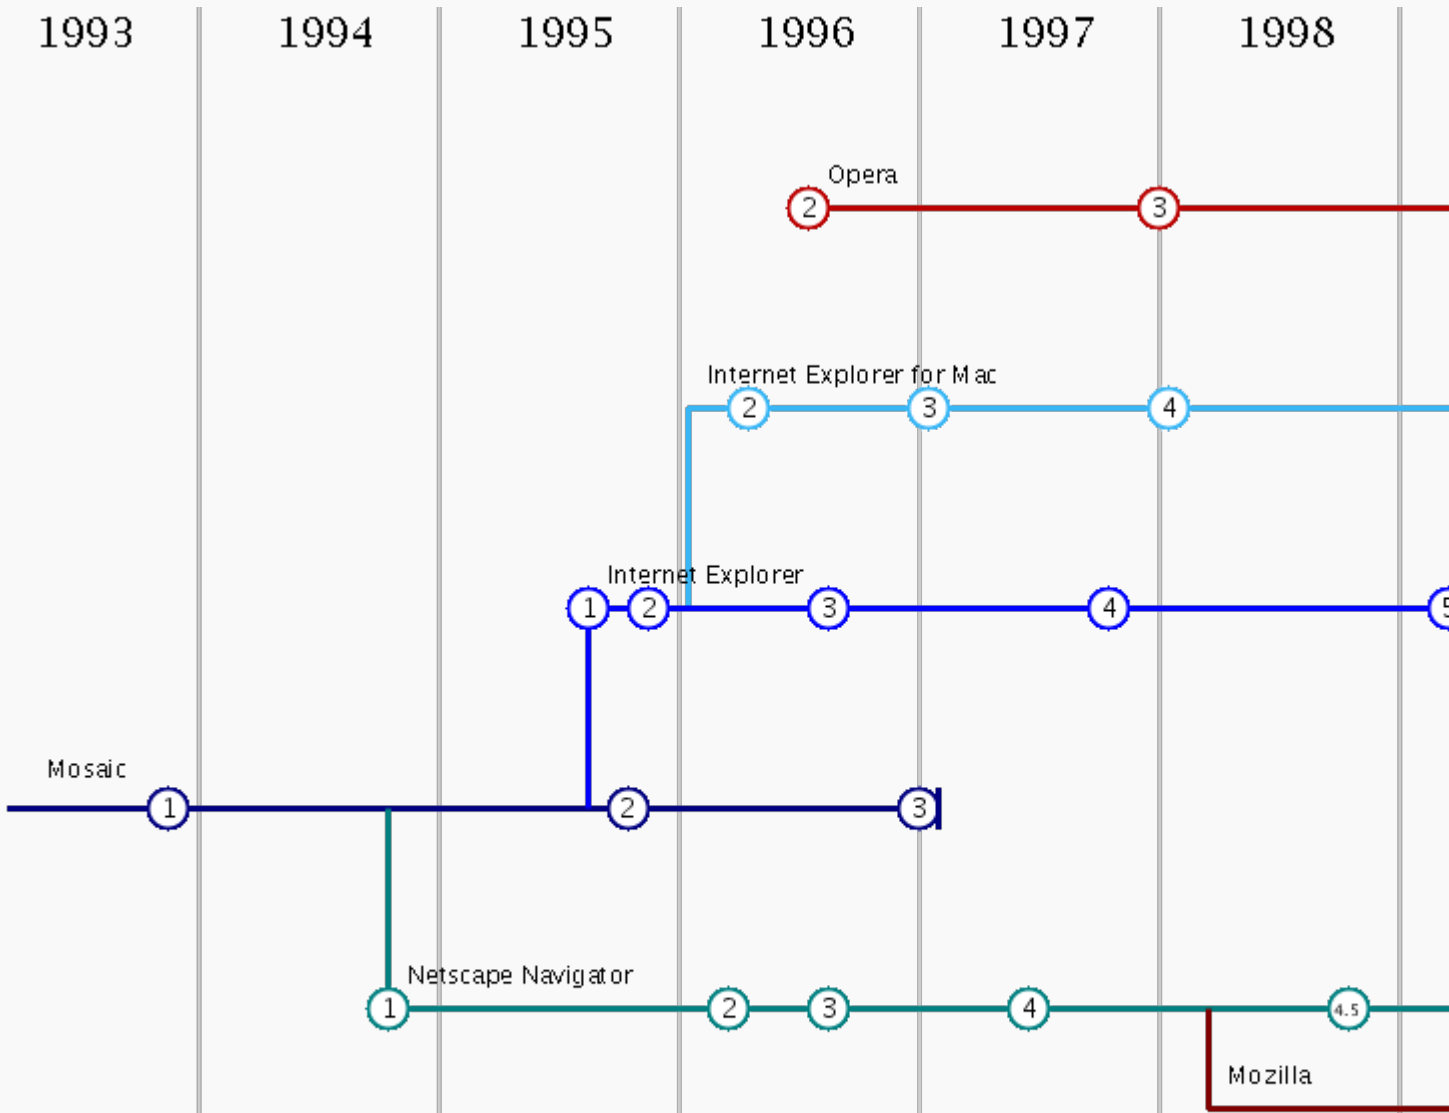 1993 1994 1995 1996 1997 1998
Opera
2 3
Internet Explorer for Mac
2 3 4
Internet Explorer
1 2 3 4 5
Mosaic
1 2 3
Netscape Navigator
1 2 3 4 4.5
Mozilla